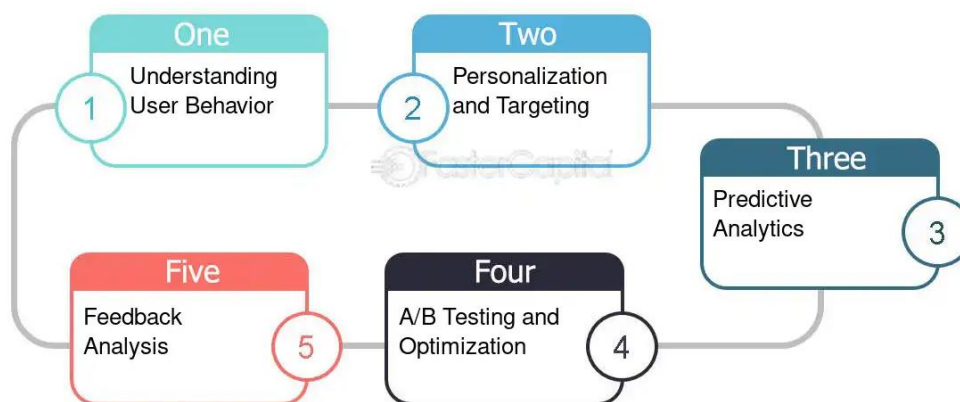 One
1
Understanding
User Behavior
Two
2
Personalization
and Targeting
FasterCapital
Three
Predictive
Analytics
3
Four
A/B Testing and
Optimization
4
Five
Feedback
Analysis
5